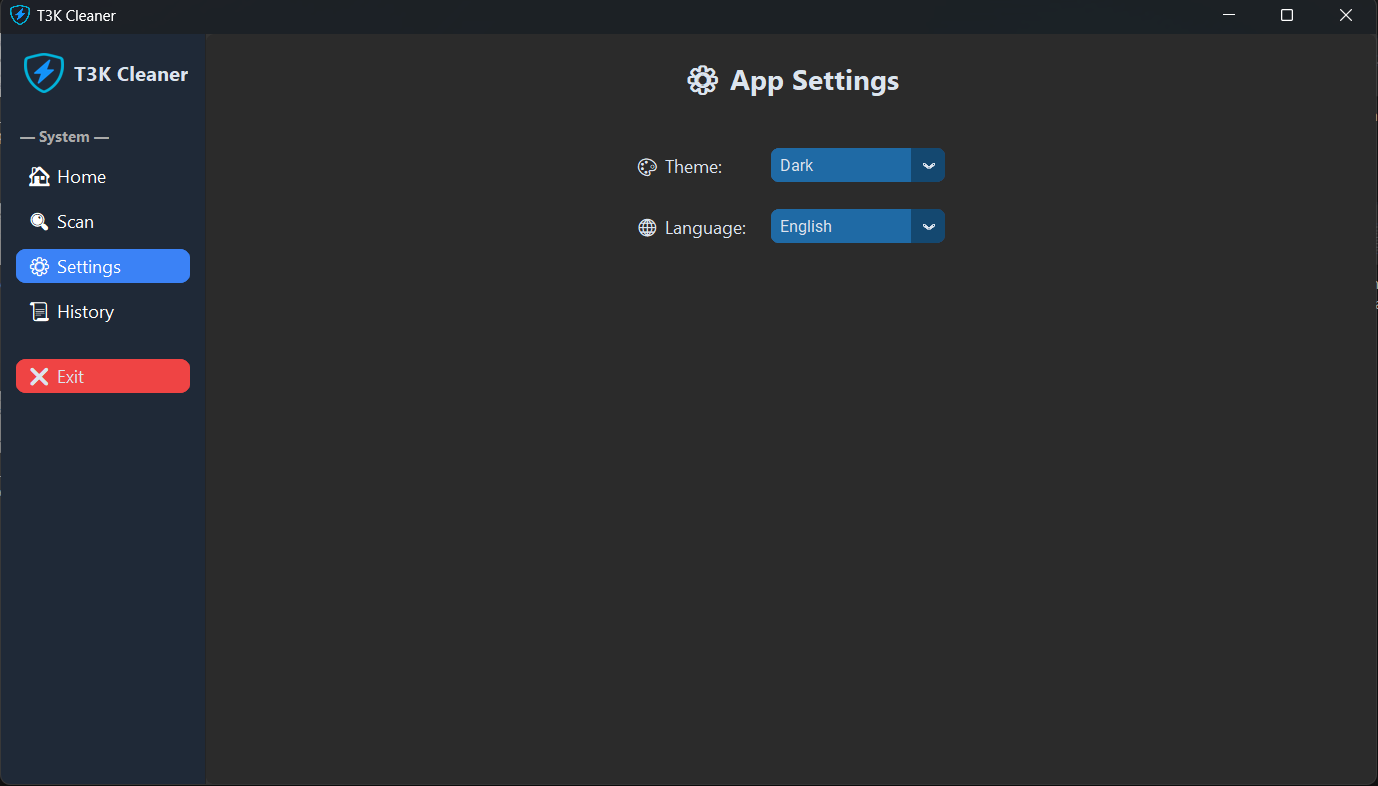 T3K Cleaner
T3K Cleaner
— System —
Home
Scan
Settings
History
Exit
App Settings
Theme: Dark
Language: English